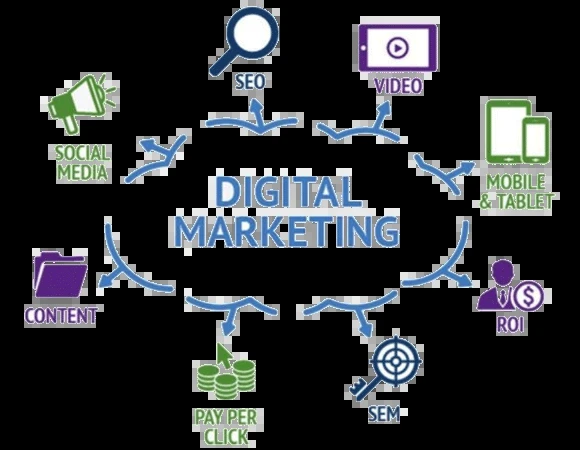 SEO
VIDEO
SOCIAL
MEDIA
MOBILE
& TABLET
DIGITAL
MARKETING
CONTENT
$
ROI
PAY PER
CLICK
SEM